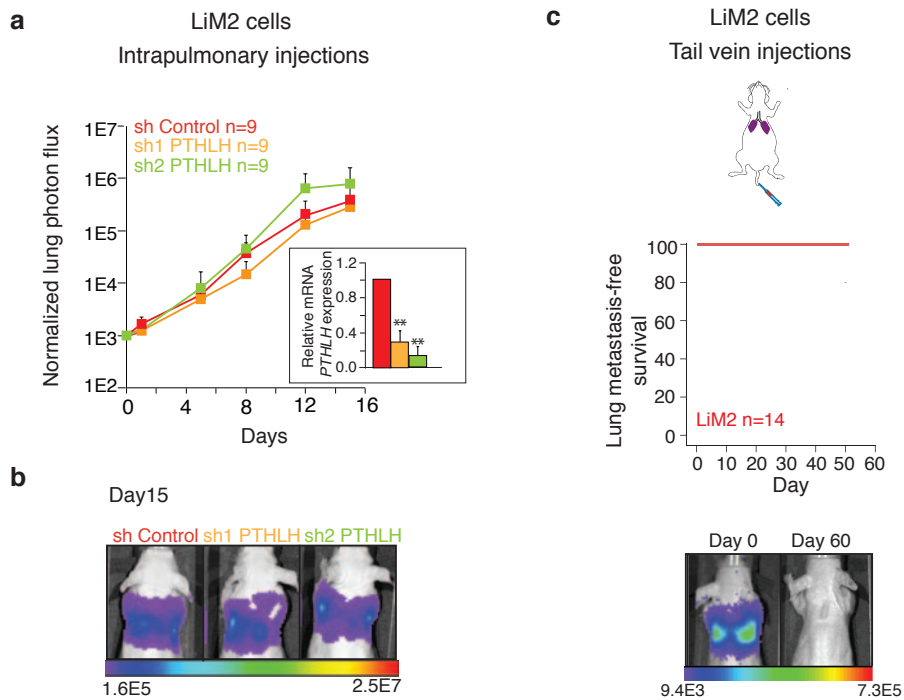 a
LiM2 cells
Intrapulmonary injections
Normalized lung photon flux
1E7
1E6
1E5
1E4
1E3
1E2
sh Control n=9
sh1 PTHLH n=9
sh2 PTHLH n=9
Relative mRNA
PTHLH expression
1.2
0.8
0.4
0.0
**
**
0 4 8 12 16
Days
b
Day15
sh Control sh1 PTHLH sh2 PTHLH
1.6E5 2.5E7
c
LiM2 cells
Tail vein injections
Lung metastasis-free
survival
100
80
60
40
20
0
LiM2 n=14
0 10 20 30 40 50 60
Day
Day 0 Day 60
9.4E3 7.3E5